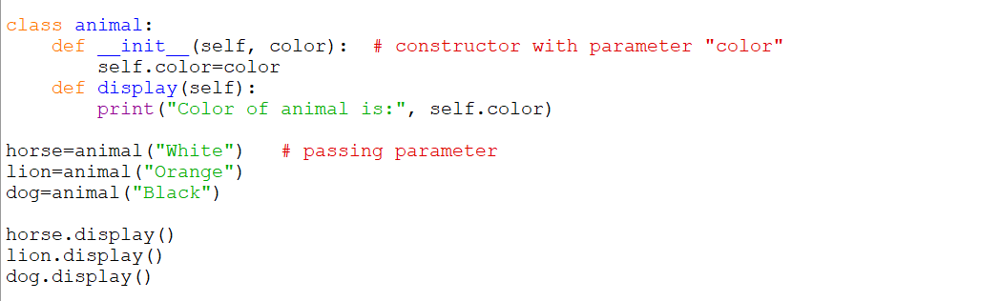 class animal:
    def __init__(self, color):  # constructor with parameter "color"
        self.color=color
    def display(self):
        print("Color of animal is:", self.color)

horse=animal("White")   # passing parameter
lion=animal("Orange")
dog=animal("Black")

horse.display()
lion.display()
dog.display()